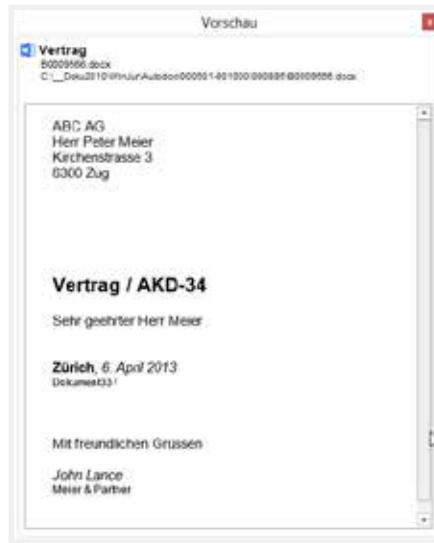 Vorschau
Vertrag
B0009566.docx
ABC AG
Herr Peter Meier
Kirchenstrasse 3
6300 Zug
Vertrag / AKD-34
Sehr geehrter Herr Meier
Zürich, 6. April 2013
Mit freundlichen Grussen
John Lance
Meier & Partner